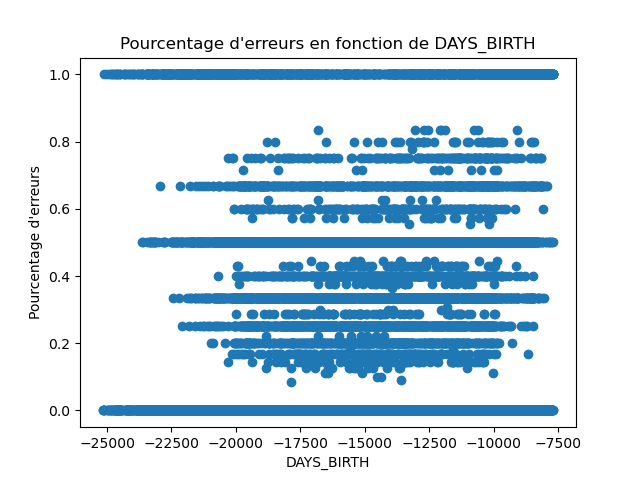 Pourcentage d'erreurs en fonction de DAYS_BIRTH
1.0
0.8
0.6
0.4
0.2
0.0
Pourcentage d'erreurs
−25000 −22500 −20000 −17500 −15000 −12500 −10000 −7500
DAYS_BIRTH